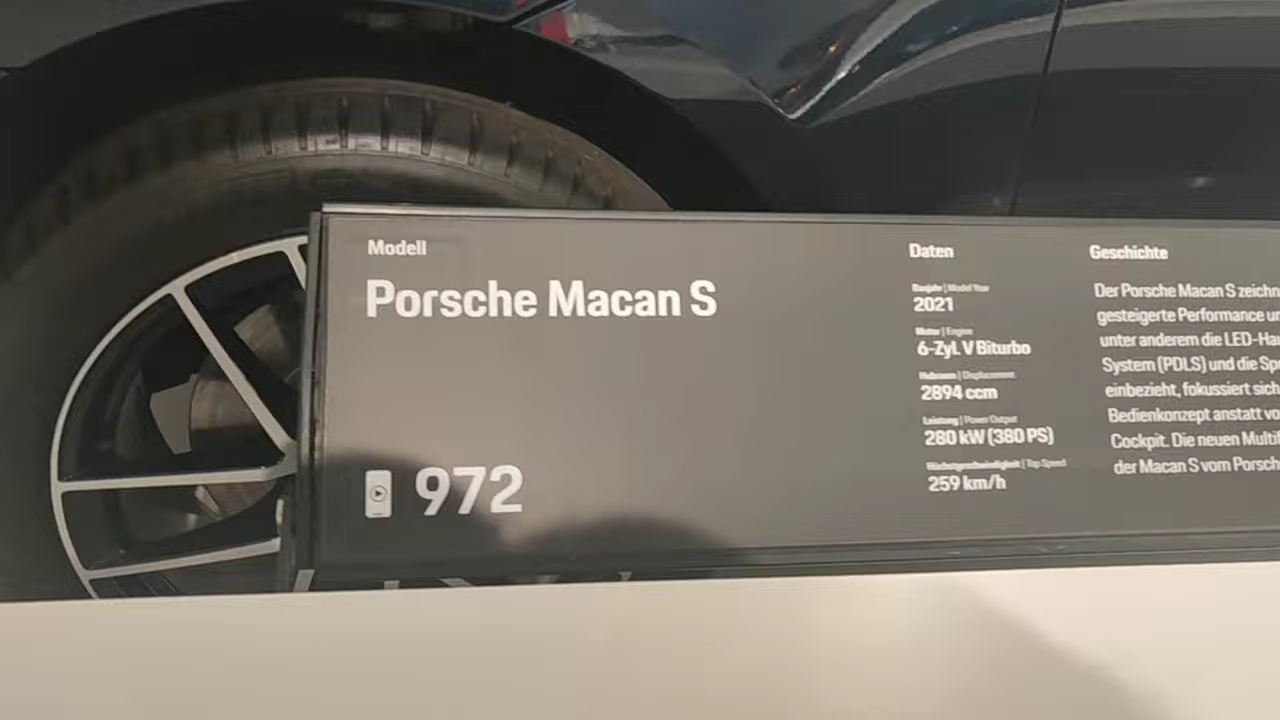 Modell
Porsche Macan S
972
Daten
Baujahr | Model Year
2021
Motor | Engine
6-Zyl. V Biturbo
Hubraum | Displacement
2894 ccm
Leistung | Power Output
280 kW (380 PS)
Höchstgeschwindigkeit | Top Speed
259 km/h
Geschichte
Der Porsche Macan S
gesteigerte Performance
unter anderem die
System (PDLS) und die
einbezieht, fokussiert sich
Bedienkonzept anstatt
Cockpit. Die neuen
der Macan S vom